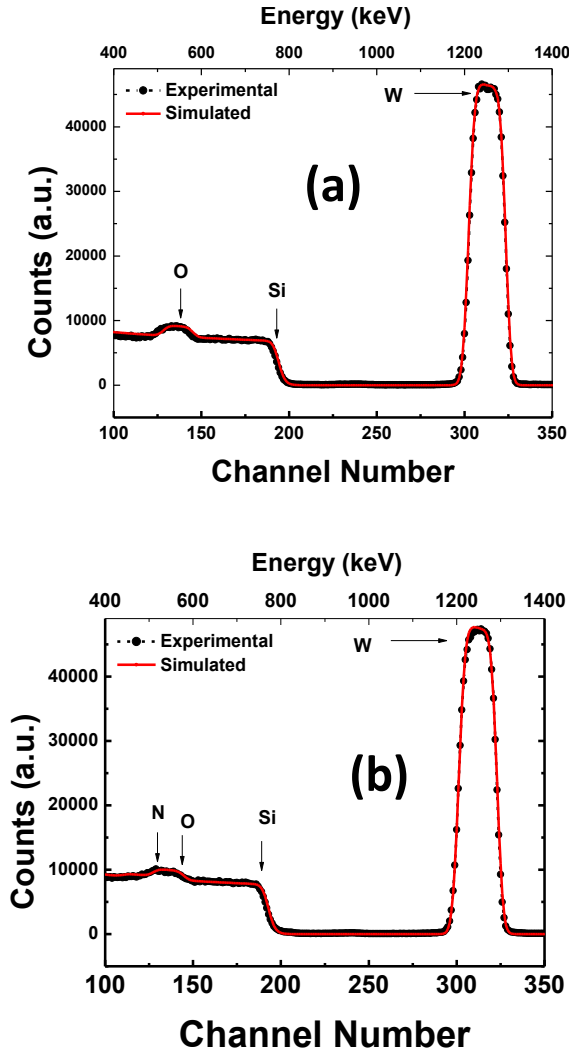 Energy (keV)
400 600 800 1000 1200 1400
Experimental
Simulated
W
40000
(a)
30000
Counts (a.u.)
20000
O
Si
10000
0
100 150 200 250 300 350
Channel Number
Energy (keV)
400 600 800 1000 1200 1400
Experimental
Simulated
W
40000
30000
(b)
Counts (a.u.)
20000
N
O
Si
10000
0
100 150 200 250 300 350
Channel Number